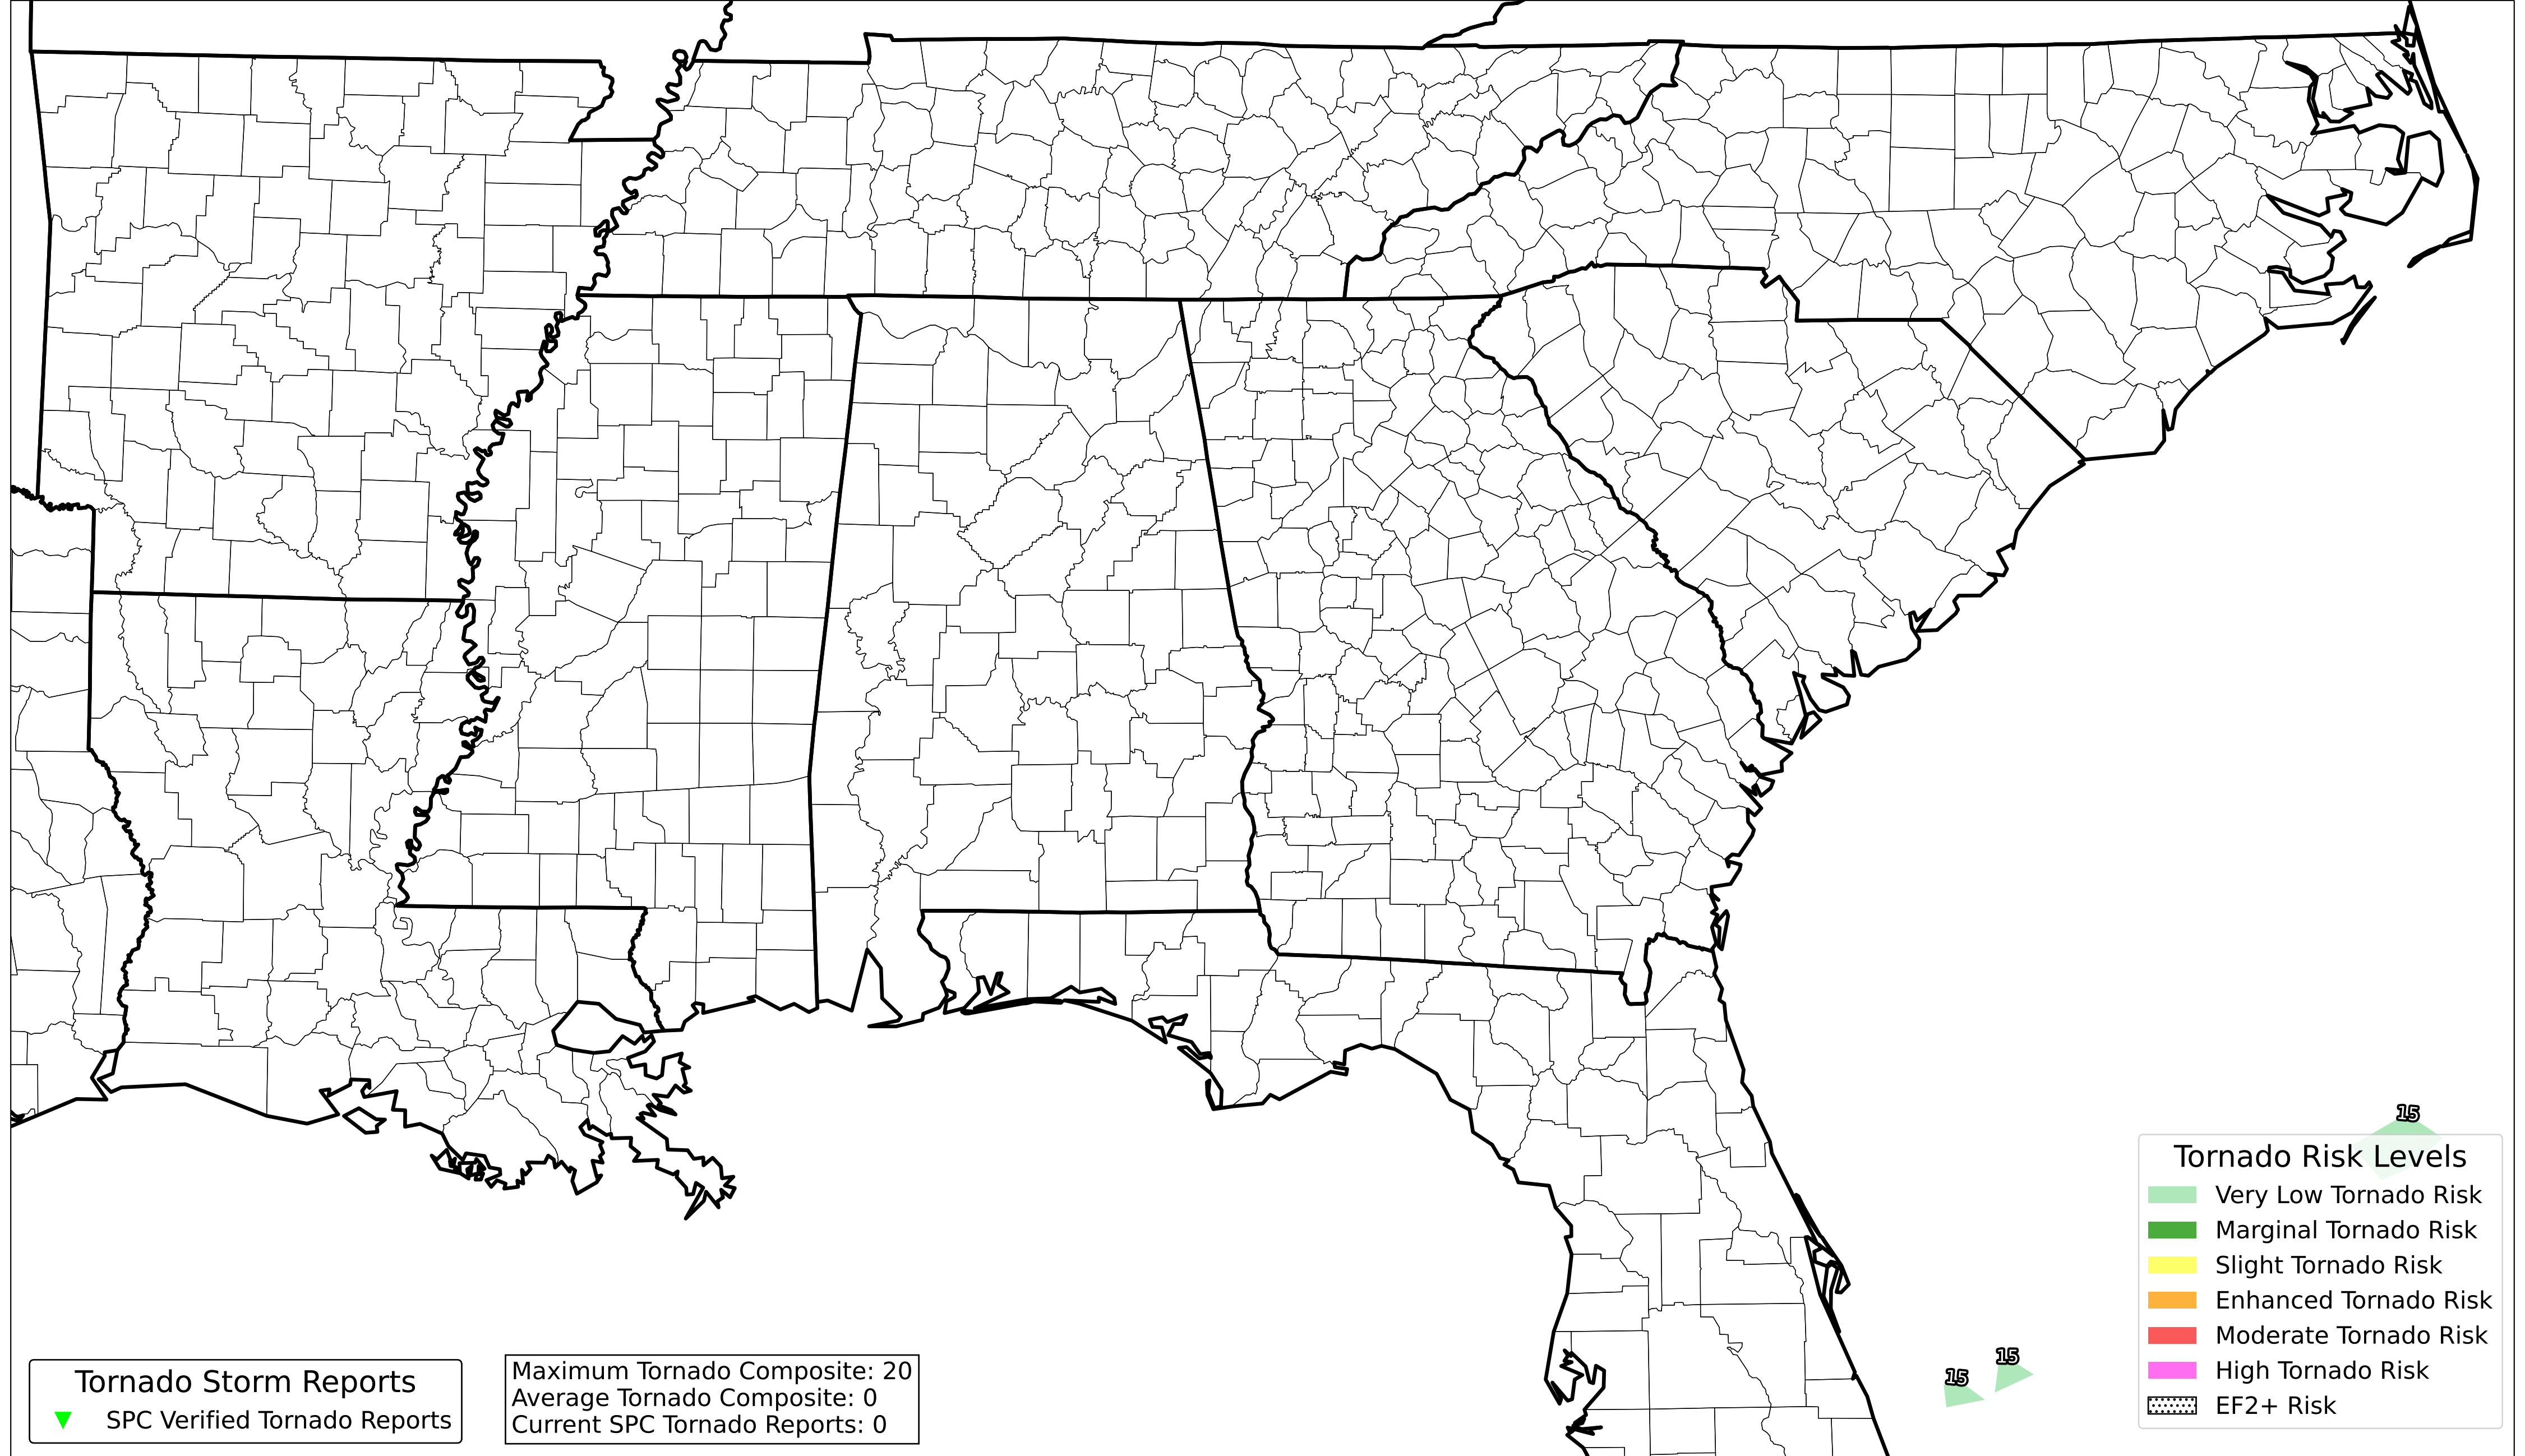 15
Tornado Risk Levels
Very Low Tornado Risk
Marginal Tornado Risk
Slight Tornado Risk
Enhanced Tornado Risk
Moderate Tornado Risk
High Tornado Risk
EF2+ Risk
15
15
Tornado Storm Reports
SPC Verified Tornado Reports
Maximum Tornado Composite: 20
Average Tornado Composite: 0
Current SPC Tornado Reports: 0